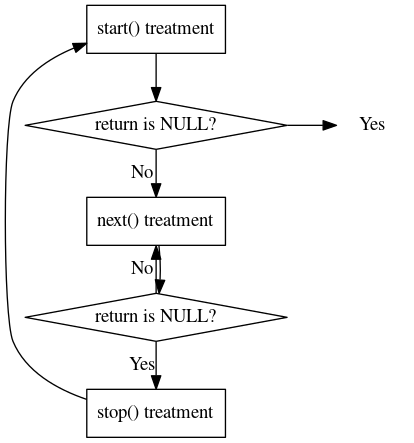 start() treatment
return is NULL?
Yes
No
next() treatment
No
return is NULL?
Yes
stop() treatment